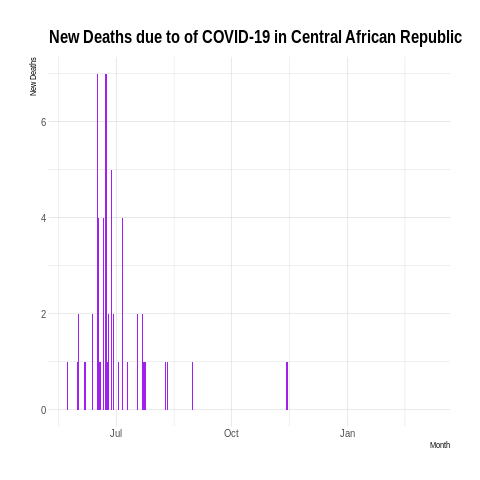 New Deaths due to of COVID-19 in Central African Republic
New Deaths
6
4
2
0
Jul
Oct
Jan
Month